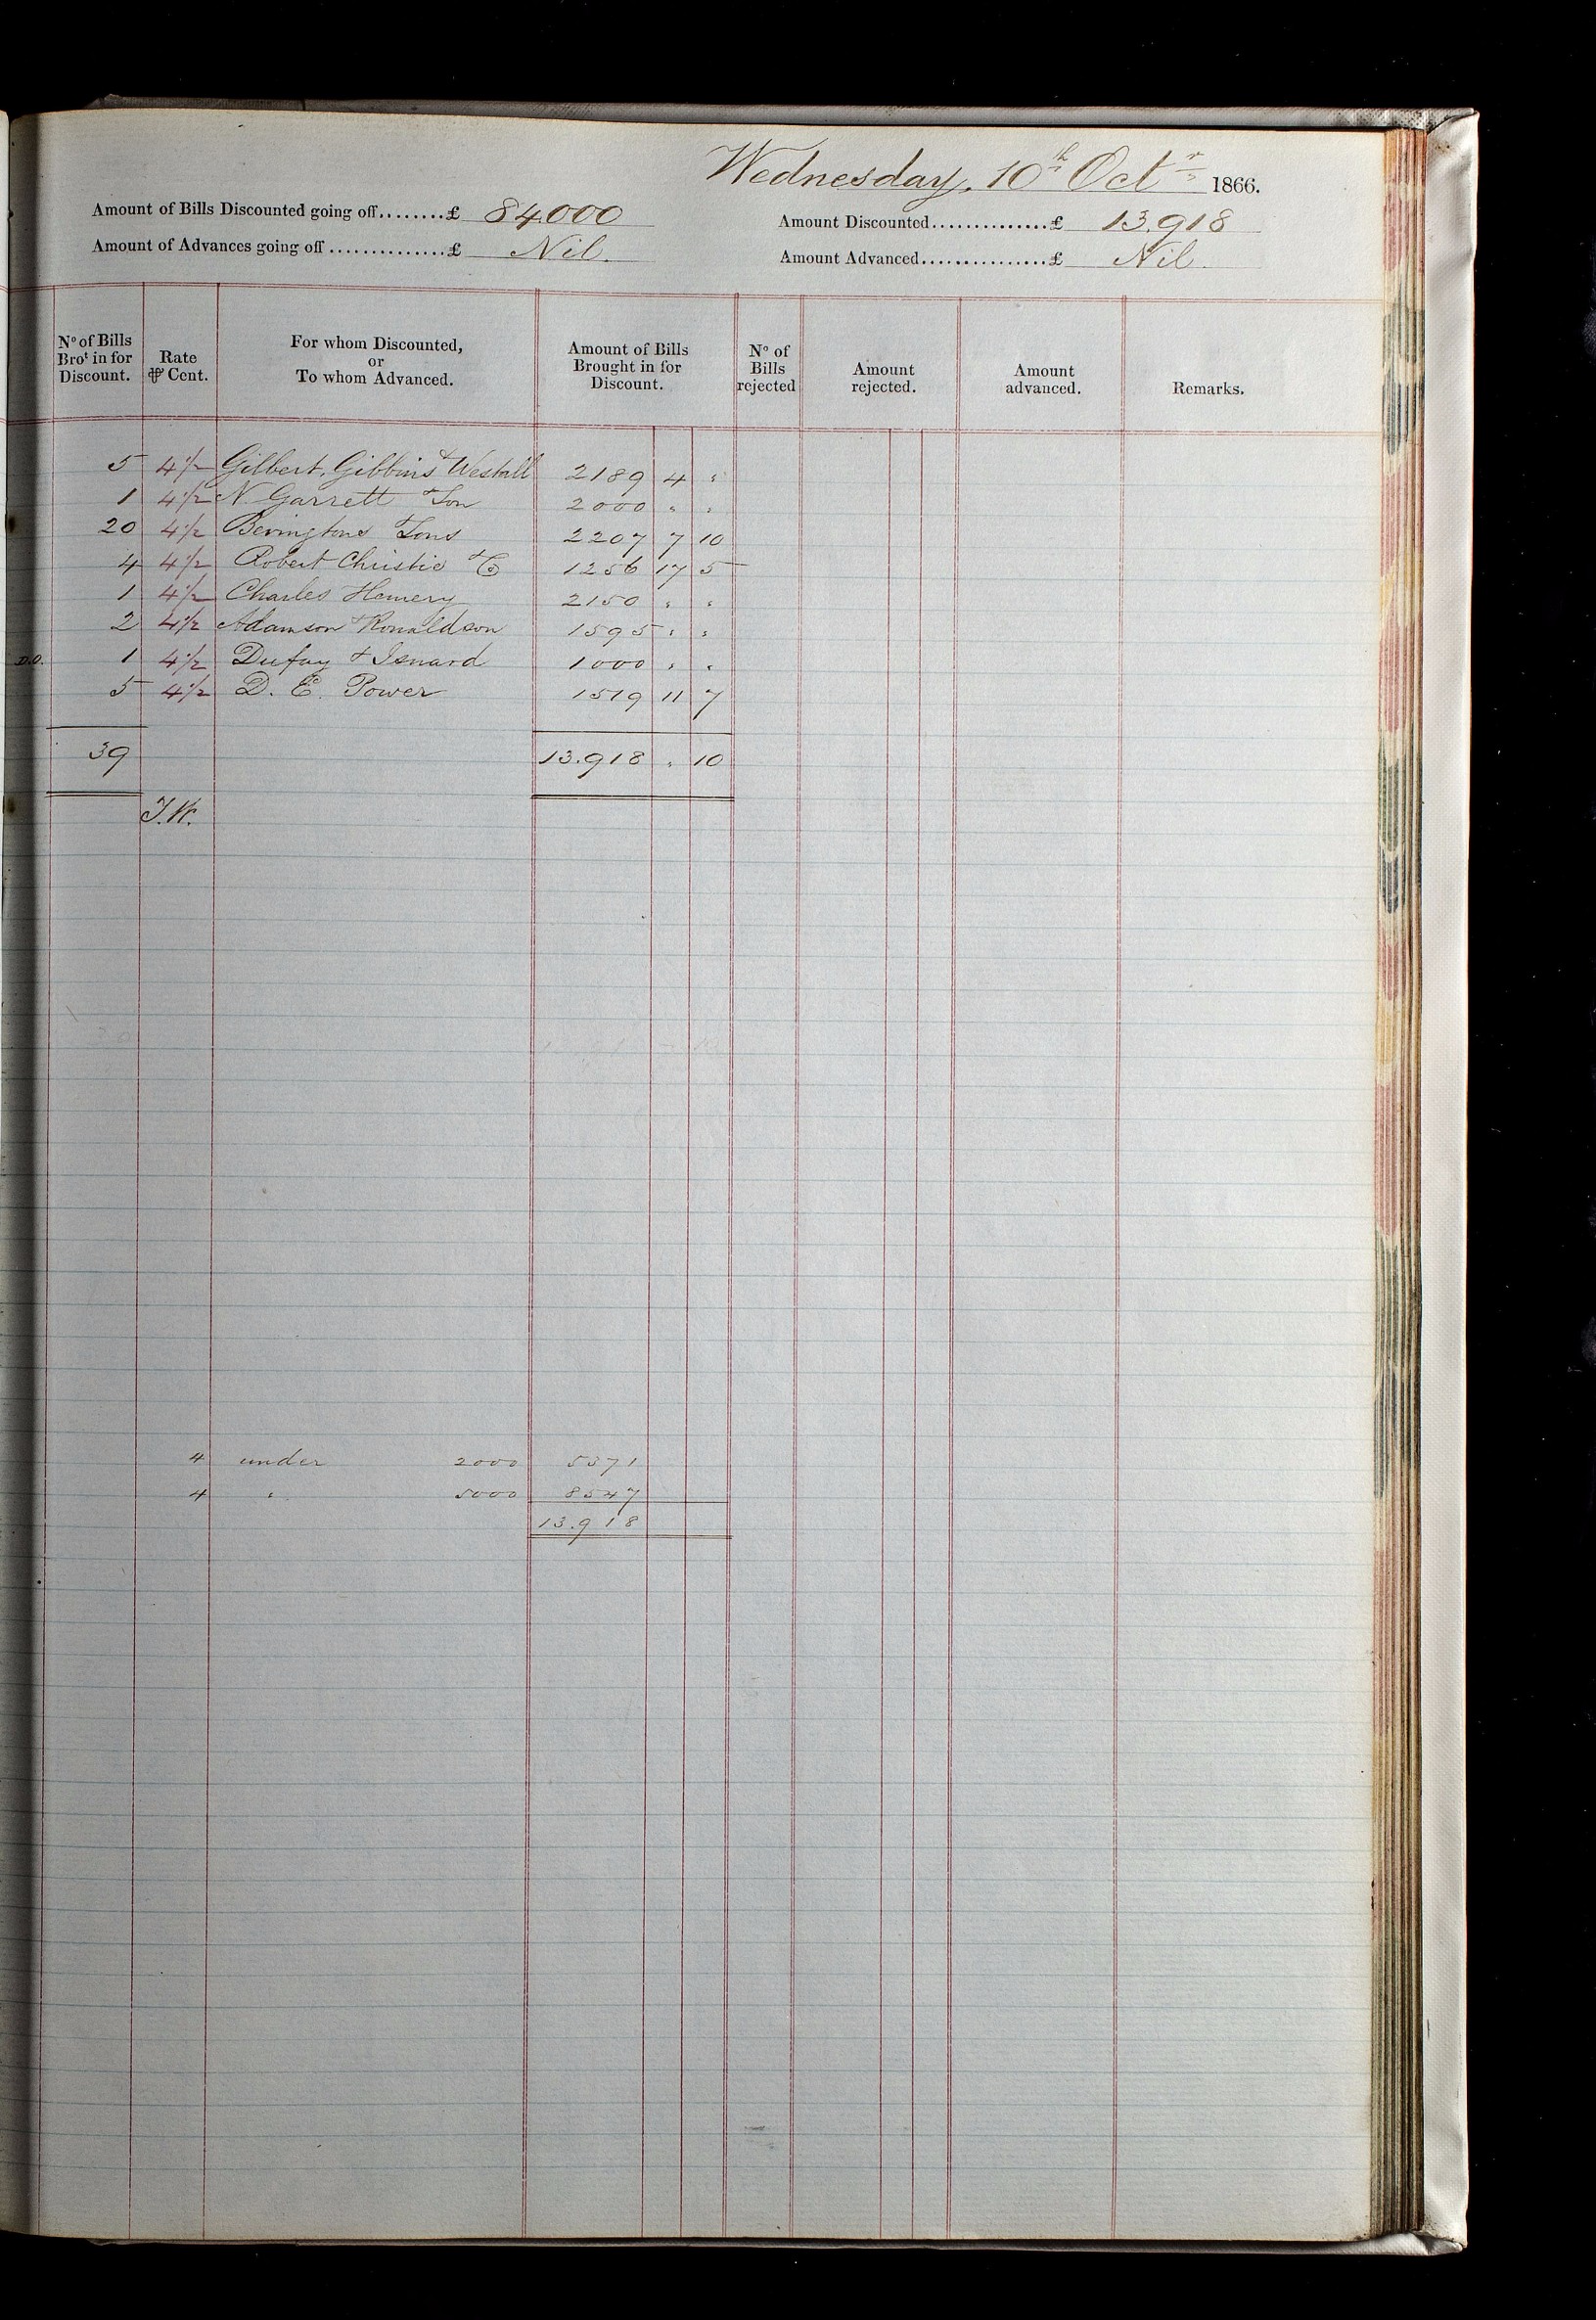 Wednesday, 10th Octr 1866.
Amount of Bills Discounted going off........£ 84,000
Amount Discounted...............£ 13,918
Amount of Advances going off...............£ Nil.
Amount Advanced................£ Nil.
No of Bills Brot in for Discount. Rate ⅌ Cent. For whom Discounted, or To whom Advanced. Amount of Bills Brought in for Discount. No of Bills rejected Amount rejected. Amount advanced. Remarks.
5 4½ Gilbert, Gibbins & Westall 2189 4 "
1 4½ N. Garrett & Son 2000 " "
20 4½ Bevingtons & Sons 2207 7 10
4 4½ Robert Christie & Co 1256 17 5
1 4½ Charles Hemery 2150 " "
2 4½ Adamson & Ronaldson 1595 " "
D.O. 1 4½ Dufay & Isnard 1000 " "
5 4½ D. E. Power 1519 11 7
39 13.918 " 10
4 under 2000 5371
4 " 5000 8547
13.918